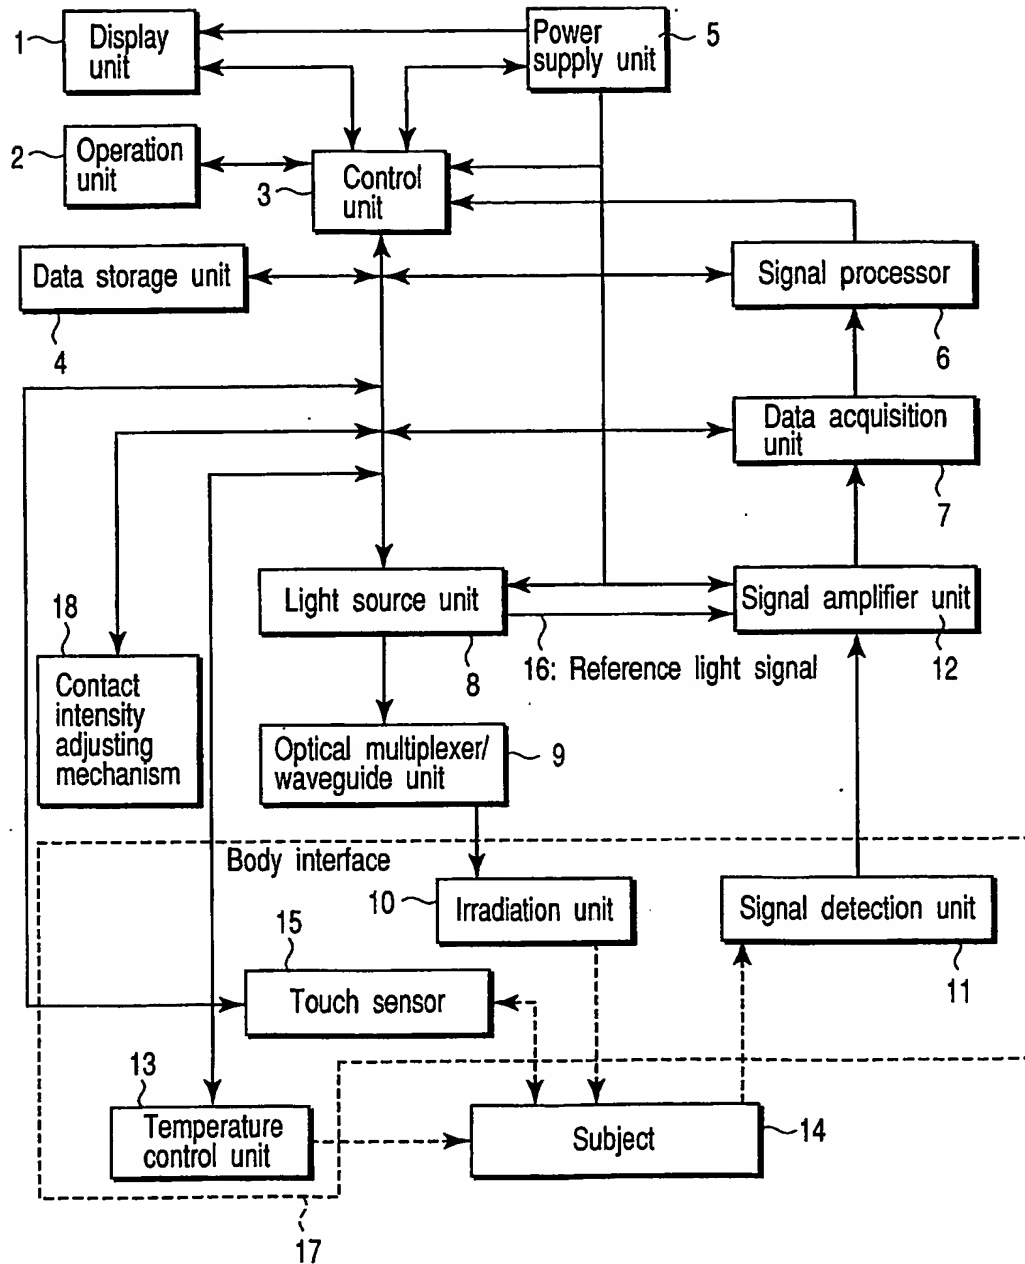 1
Display
unit
Power
supply unit
5
2
Operation
unit
3
Control
unit
Data storage unit
4
Signal processor
6
Data acquisition
unit
7
Light source unit
8
Signal amplifier unit
12
16: Reference light signal
18
Contact
intensity
adjusting
mechanism
Optical multiplexer/
waveguide unit
9
Body interface
10
Irradiation unit
Signal detection unit
11
15
Touch sensor
13
Temperature
control unit
Subject
14
17